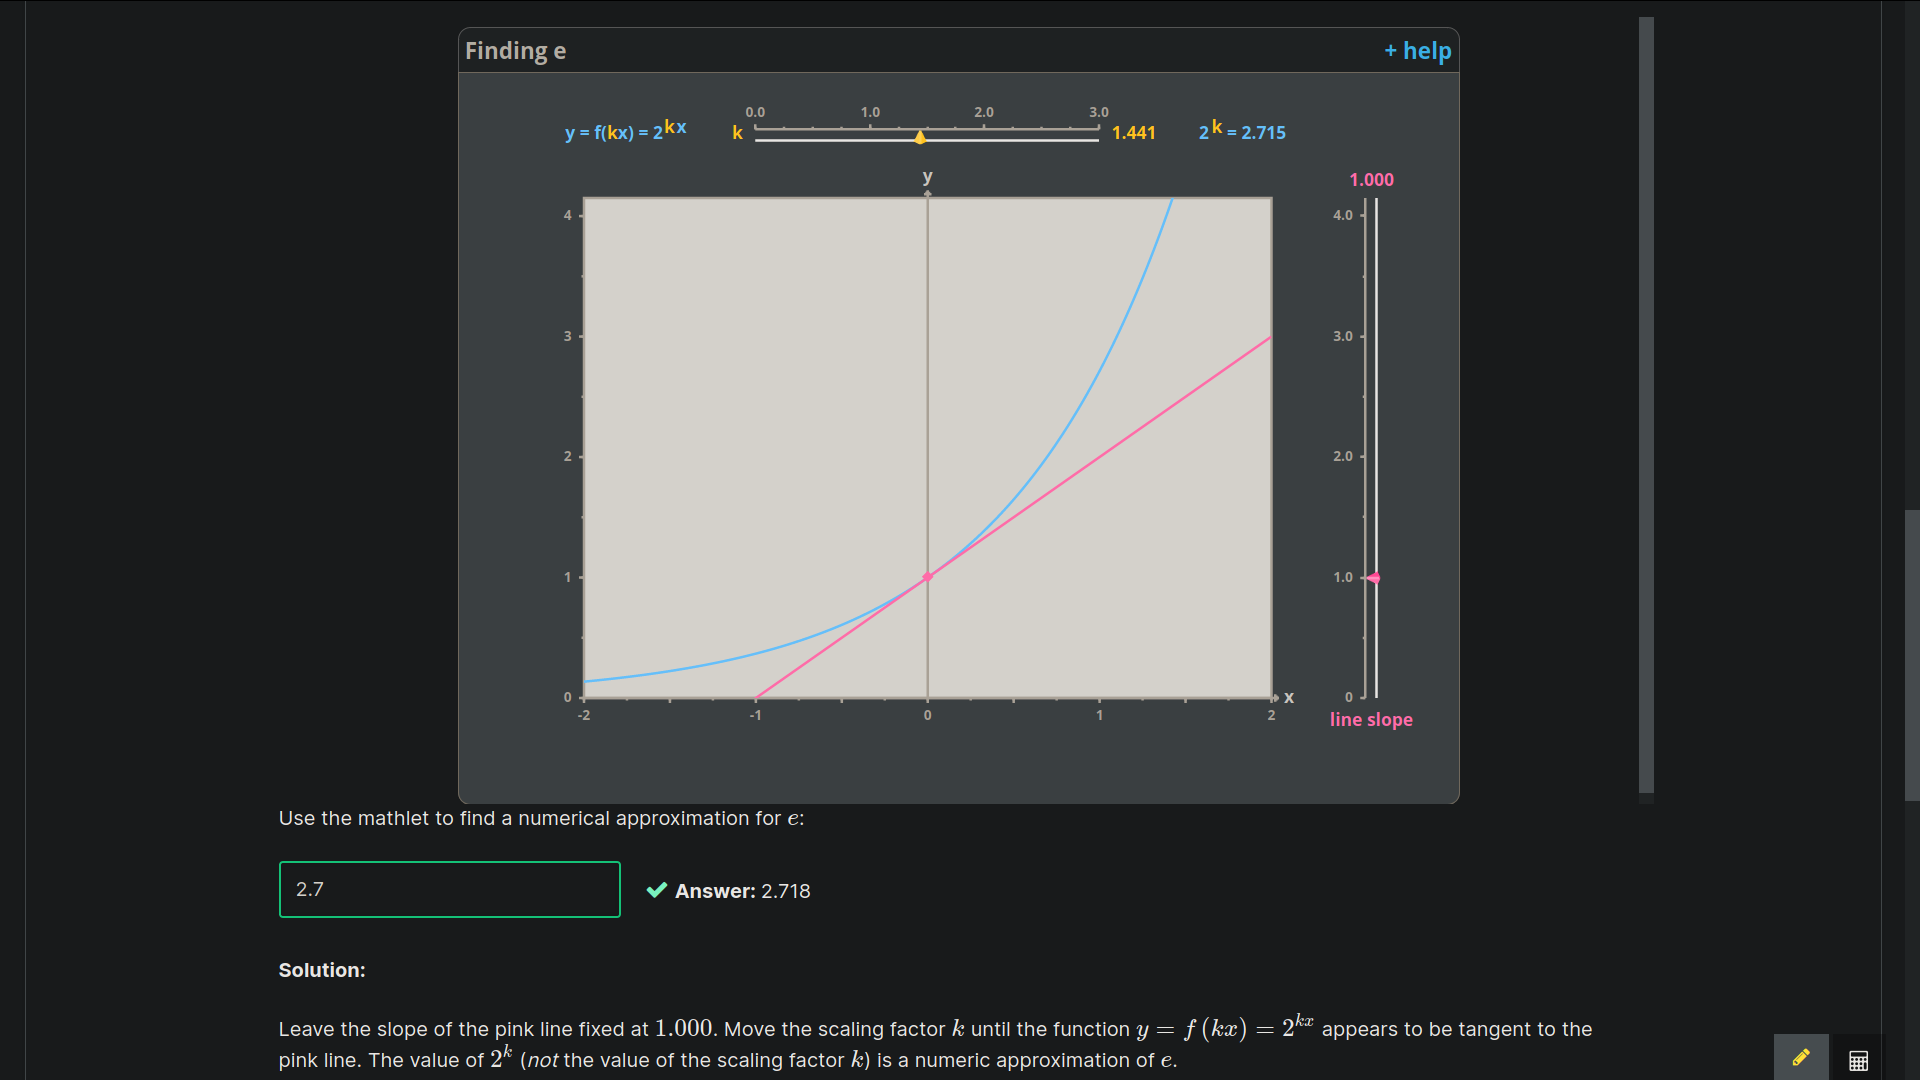 Finding e
+ help
y = f(kx) = 2^kx
k
0.0 1.0 2.0 3.0
1.441
2^k = 2.715
y
1.000
4
3
2
1
0
-2 -1 0 1 2
x
4.0
3.0
2.0
1.0
0
line slope
Use the mathlet to find a numerical approximation for e:
2.7
Answer: 2.718
Solution:
Leave the slope of the pink line fixed at 1.000. Move the scaling factor k until the function y = f (kx) = 2^kx appears to be tangent to the
pink line. The value of 2^k (not the value of the scaling factor k) is a numeric approximation of e.